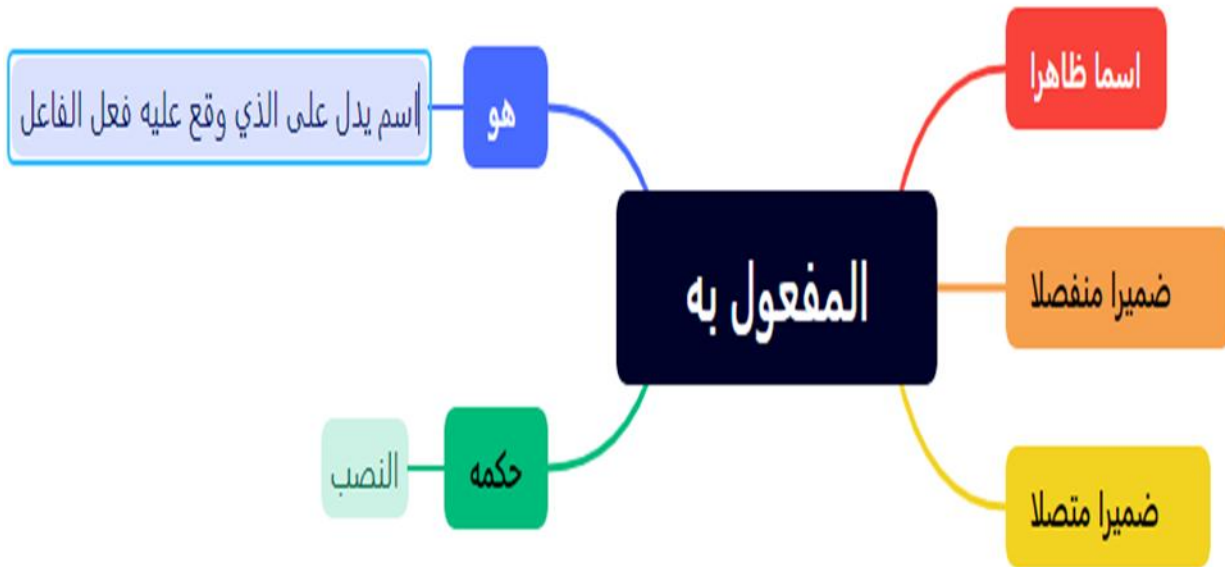 المفعول به
اسما ظاهرا
ضميرا منفصلا
ضميرا متصلا
هو
اسم يدل على الذي وقع عليه فعل الفاعل
حكمه
النصب